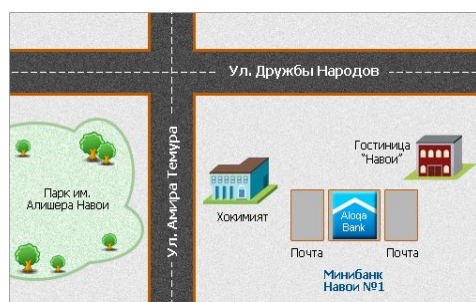 Ул. Дружбы Народов
Ул. Амира Темура
Гостиница
"Навои"
Парк им.
Алишера Навои
Хокимият
Aloqa
Bank
Почта
Почта
Минибанк
Навои №1